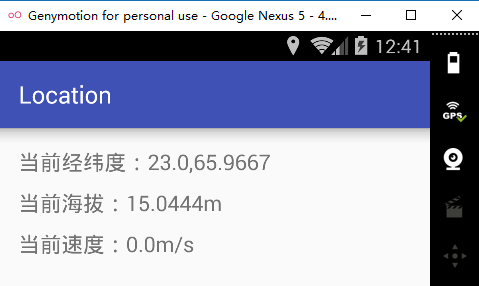 Genymotion for personal use - Google Nexus 5 - 4....
12:41
GPS
Location
当前经纬度：23.0,65.9667
当前海拔：15.0444m
当前速度：0.0m/s